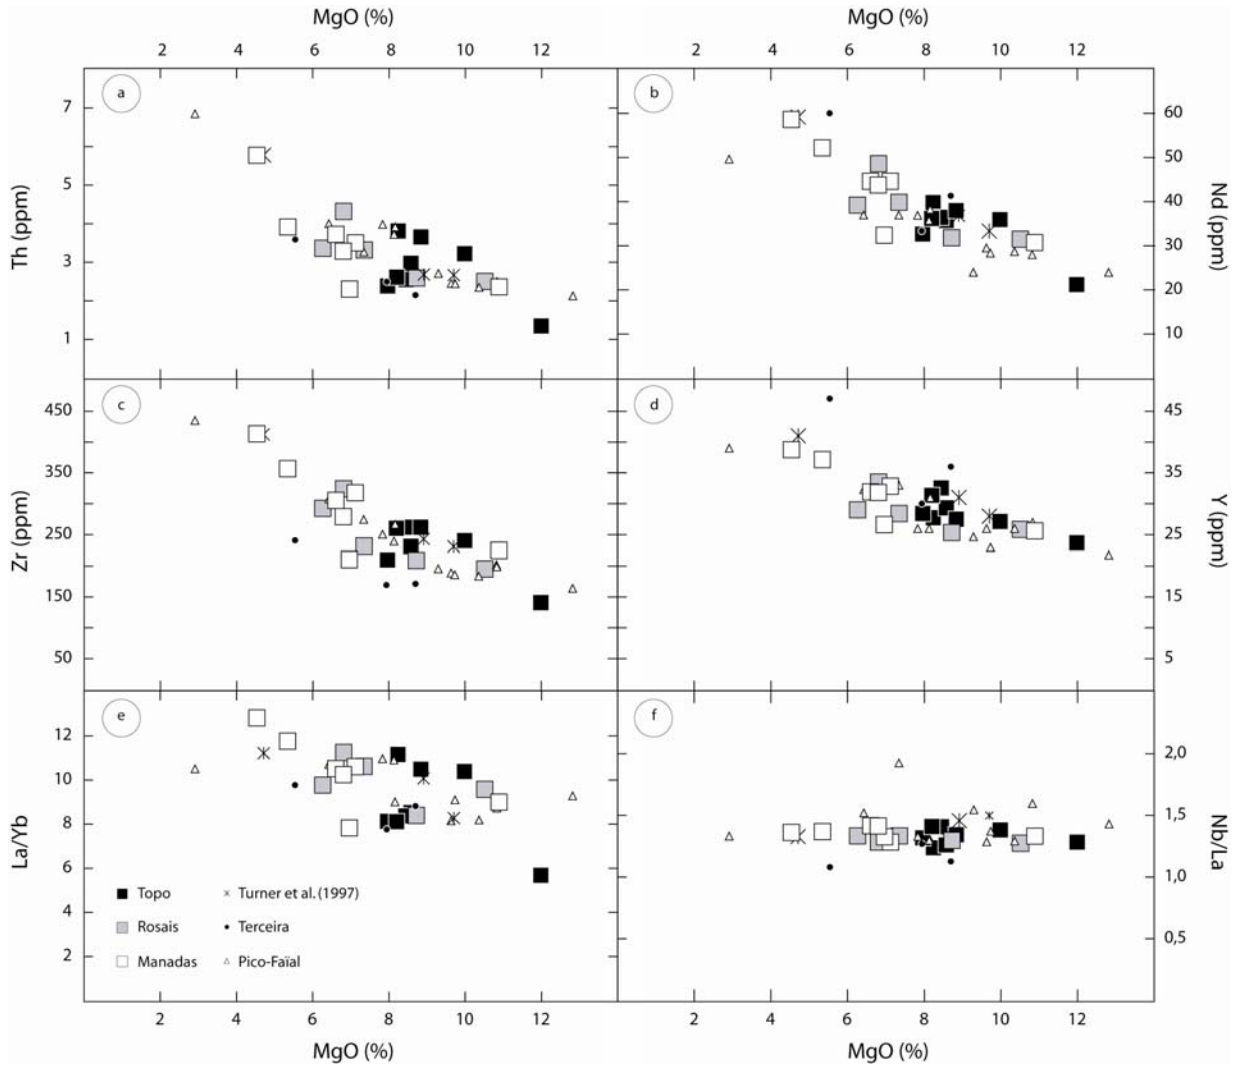 MgO (%) MgO (%)
2 4 6 8 10 12 2 4 6 8 10 12
a b
7 60
50
5 40
Th (ppm) Nd (ppm)
3 30
20
1 10
c d
450 45
350 35
Zr (ppm) Y (ppm)
250 25
150 15
50 5
e f
12 2,0
10
8 1,5
La/Yb Nb/La
6 1,0
4
2 0,5
Topo Turner et al. (1997)
Rosais Terceira
Manadas Pico-Faïal
2 4 6 8 10 12 2 4 6 8 10 12
MgO (%) MgO (%)